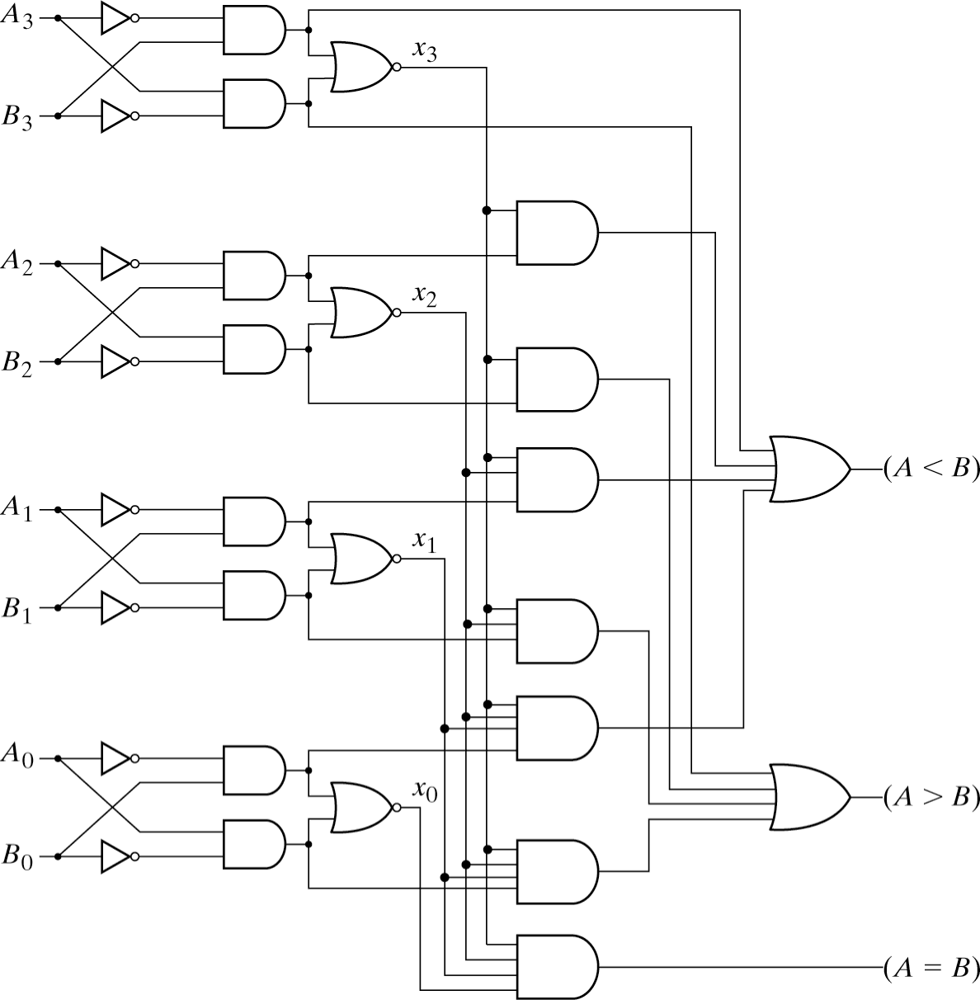 A3
x3
B3
A2
x2
B2
(A < B)
A1
x1
B1
A0
x0
(A > B)
B0
(A = B)